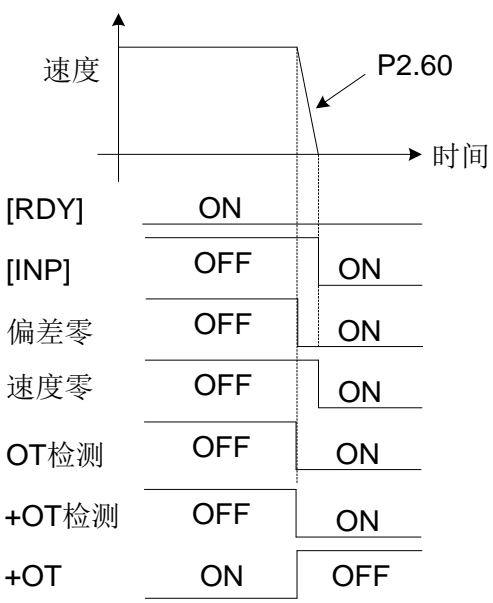 速度
P2.60
时间
[RDY] ON
[INP] OFF ON
偏差零 OFF ON
速度零 OFF ON
OT检测 OFF ON
+OT检测 OFF ON
+OT ON OFF